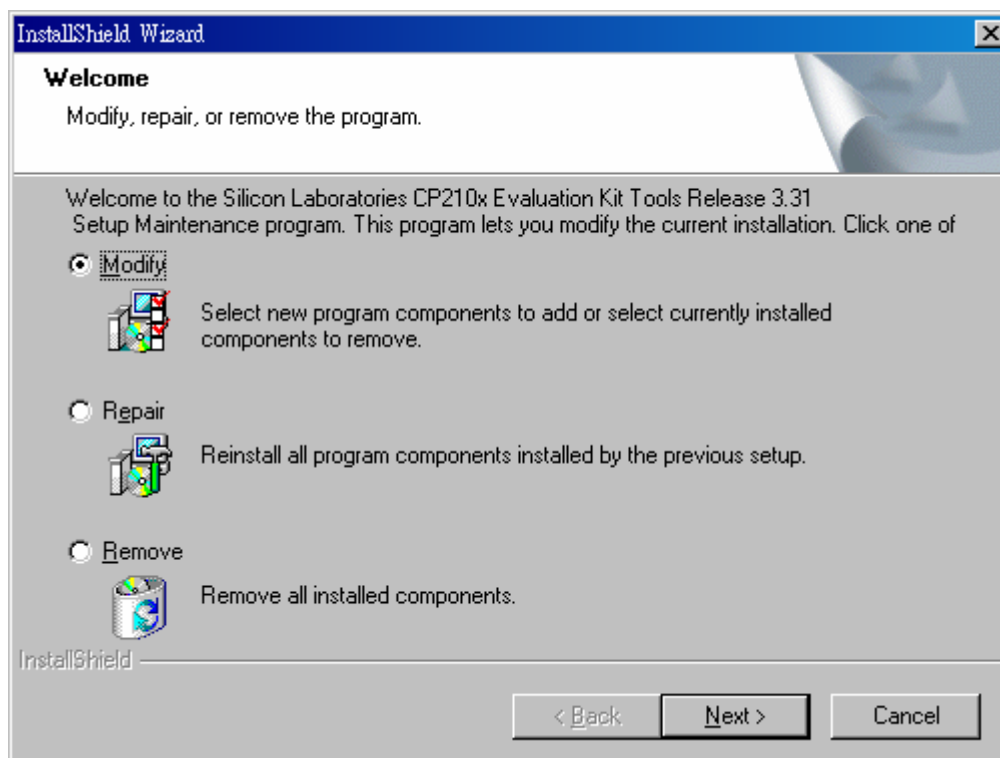 InstallShield Wizard
Welcome
Modify, repair, or remove the program.
Welcome to the Silicon Laboratories CP210x Evaluation Kit Tools Release 3.31
Setup Maintenance program. This program lets you modify the current installation. Click one of
Modify
Select new program components to add or select currently installed
components to remove.
Repair
Reinstall all program components installed by the previous setup.
Remove
Remove all installed components.
InstallShield
< Back
Next >
Cancel